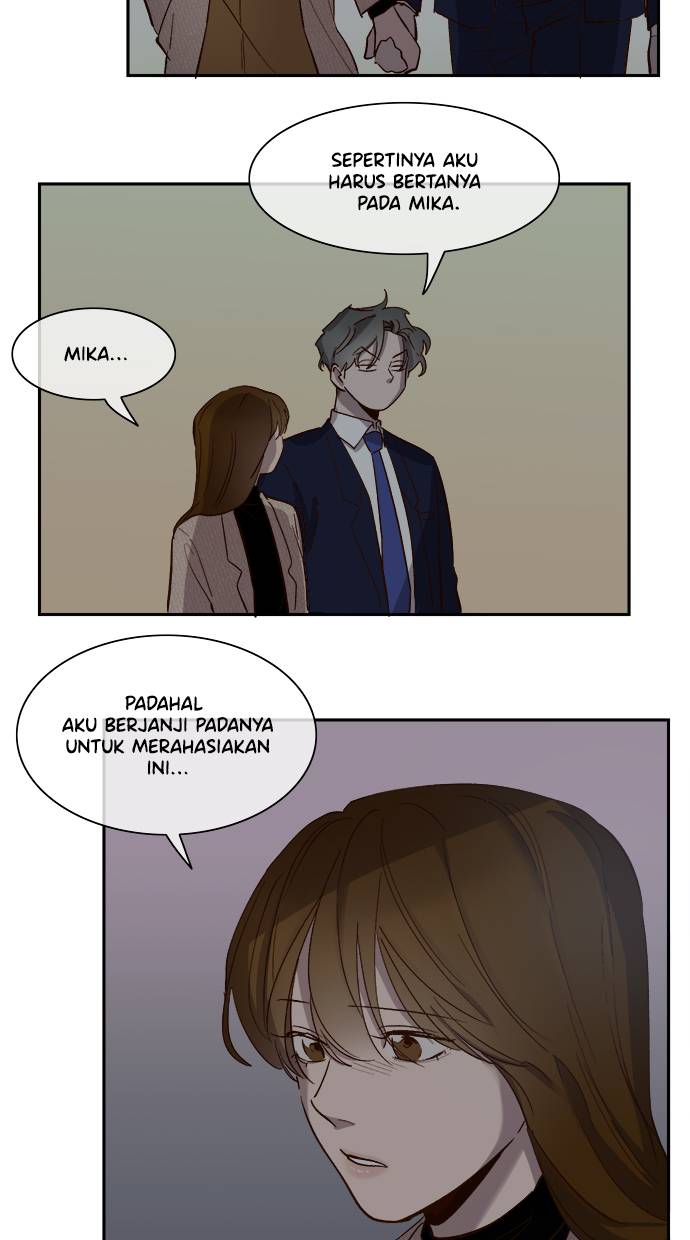 SEPERTINYA AKU
HARUS BERTANYA
PADA MIKA.
MIKA...
PADAHAL
AKU BERJANJI PADANYA
UNTUK MERAHASIAKAN
INI...